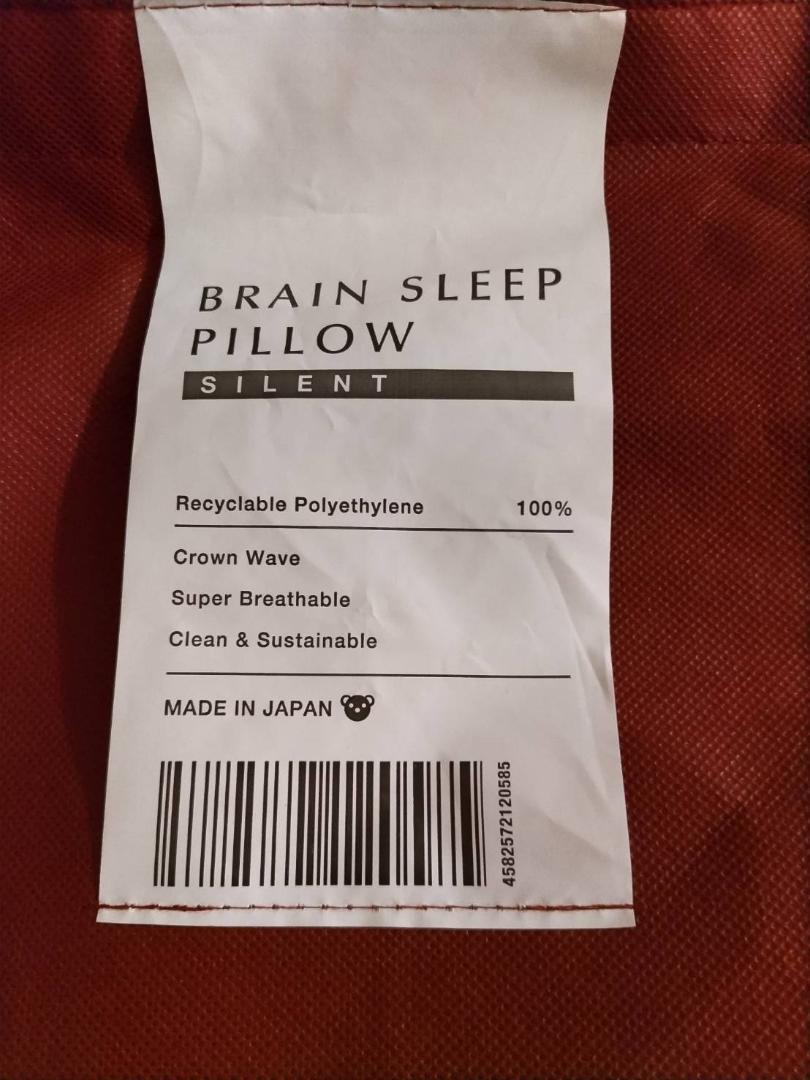 BRAIN SLEEP
PILLOW
SILENT
Recyclable Polyethylene 100%
Crown Wave
Super Breathable
Clean & Sustainable
MADE IN JAPAN
4582572120585